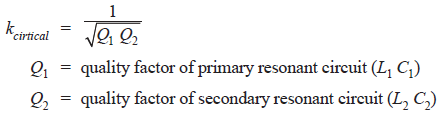 k_cirtical = 1 / √(Q₁ Q₂)
Q₁ = quality factor of primary resonant circuit (L₁ C₁)
Q₂ = quality factor of secondary resonant circuit (L₂ C₂)